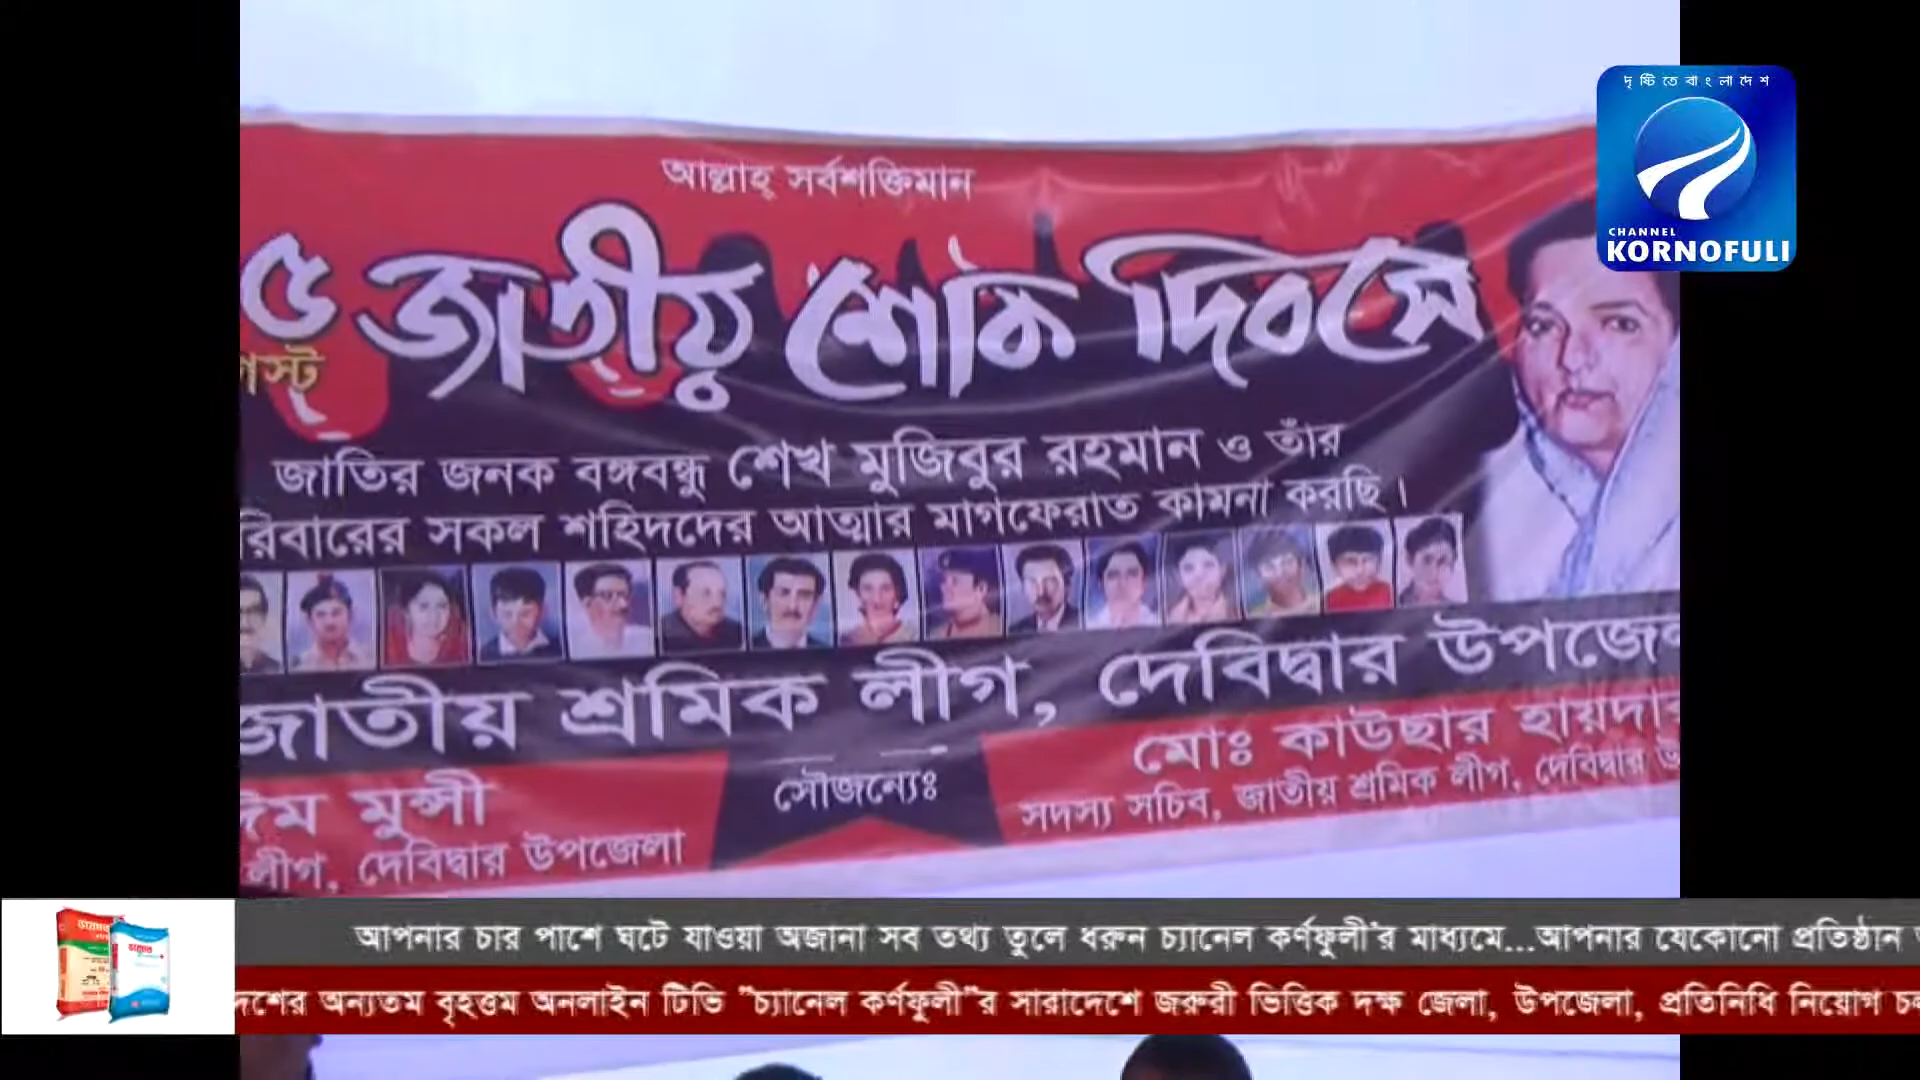 দৃষ্টিতে বাংলাদেশ
CHANNEL
KORNOFULI
আল্লাহ্ সর্বশক্তিমান
৫ জাতীয় শোক দিবসে
গস্ট
জাতির জনক বঙ্গবন্ধু শেখ মুজিবুর রহমান ও তাঁর
রিবারের সকল শহিদদের আত্মার মাগফেরাত কামনা করছি।
জাতীয় শ্রমিক লীগ, দেবিদ্বার উপজেল
সৌজন্যেঃ
মুন্সী
লীগ, দেবিদ্বার উপজেলা
মোঃ কাউছার হায়দার
সদস্য সচিব, জাতীয় শ্রমিক লীগ, দেবিদ্বার উ
আপনার চার পাশে ঘটে যাওয়া অজানা সব তথ্য তুলে ধরুন চ্যানেল কর্ণফুলী'র মাধ্যমে...আপনার যেকোনো প্রতিষ্ঠান
দেশের অন্যতম বৃহত্তম অনলাইন টিভি "চ্যানেল কর্ণফুলী"র সারাদেশে জরুরী ভিত্তিক দক্ষ জেলা, উপজেলা, প্রতিনিধি নিয়োগ চল